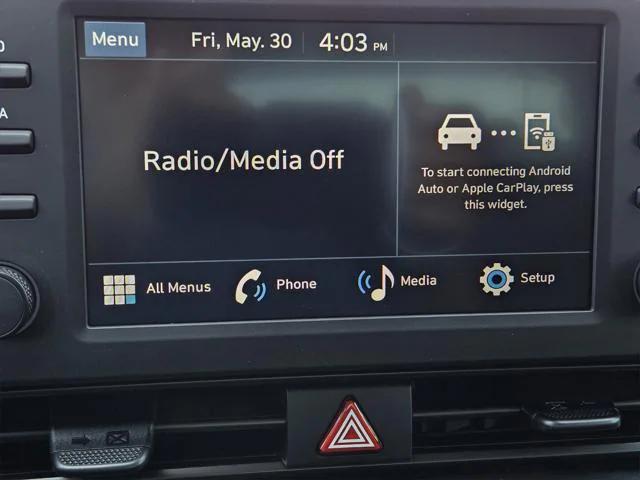 Menu
Fri, May. 30
4:03 PM
Radio/Media Off
To start connecting Android
Auto or Apple CarPlay, press
this widget.
All Menus
Phone
Media
Setup